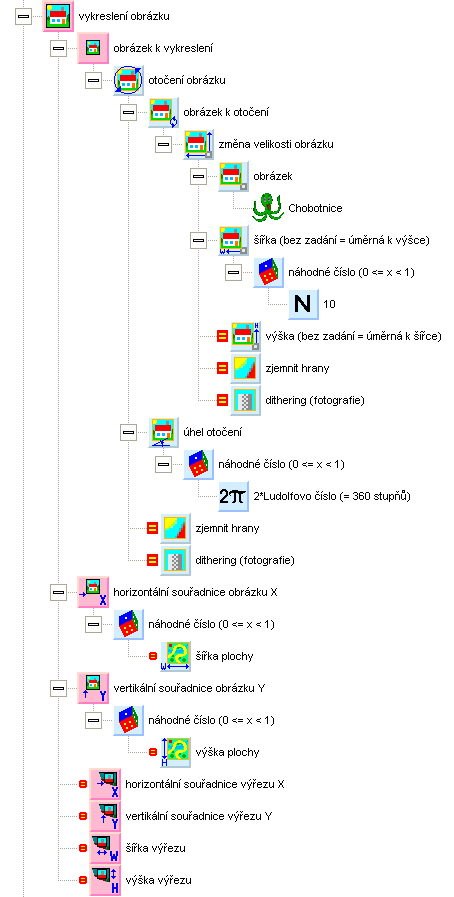 vykreslení obrázku
obrázek k vykreslení
otočení obrázku
obrázek k otočení
změna velikosti obrázku
obrázek
Chobotnice
šířka (bez zadání = úměrná k výšce)
W
náhodné číslo (0 <= x < 1)
N 10
H
výška (bez zadání = úměrná k šířce)
zjemnit hrany
dithering (fotografie)
úhel otočení
náhodné číslo (0 <= x < 1)
2π 2*Ludolfovo číslo (= 360 stupňů)
zjemnit hrany
dithering (fotografie)
X horizontální souřadnice obrázku X
náhodné číslo (0 <= x < 1)
W šířka plochy
Y vertikální souřadnice obrázku Y
náhodné číslo (0 <= x < 1)
H výška plochy
X horizontální souřadnice výřezu X
Y vertikální souřadnice výřezu Y
W šířka výřezu
H výška výřezu